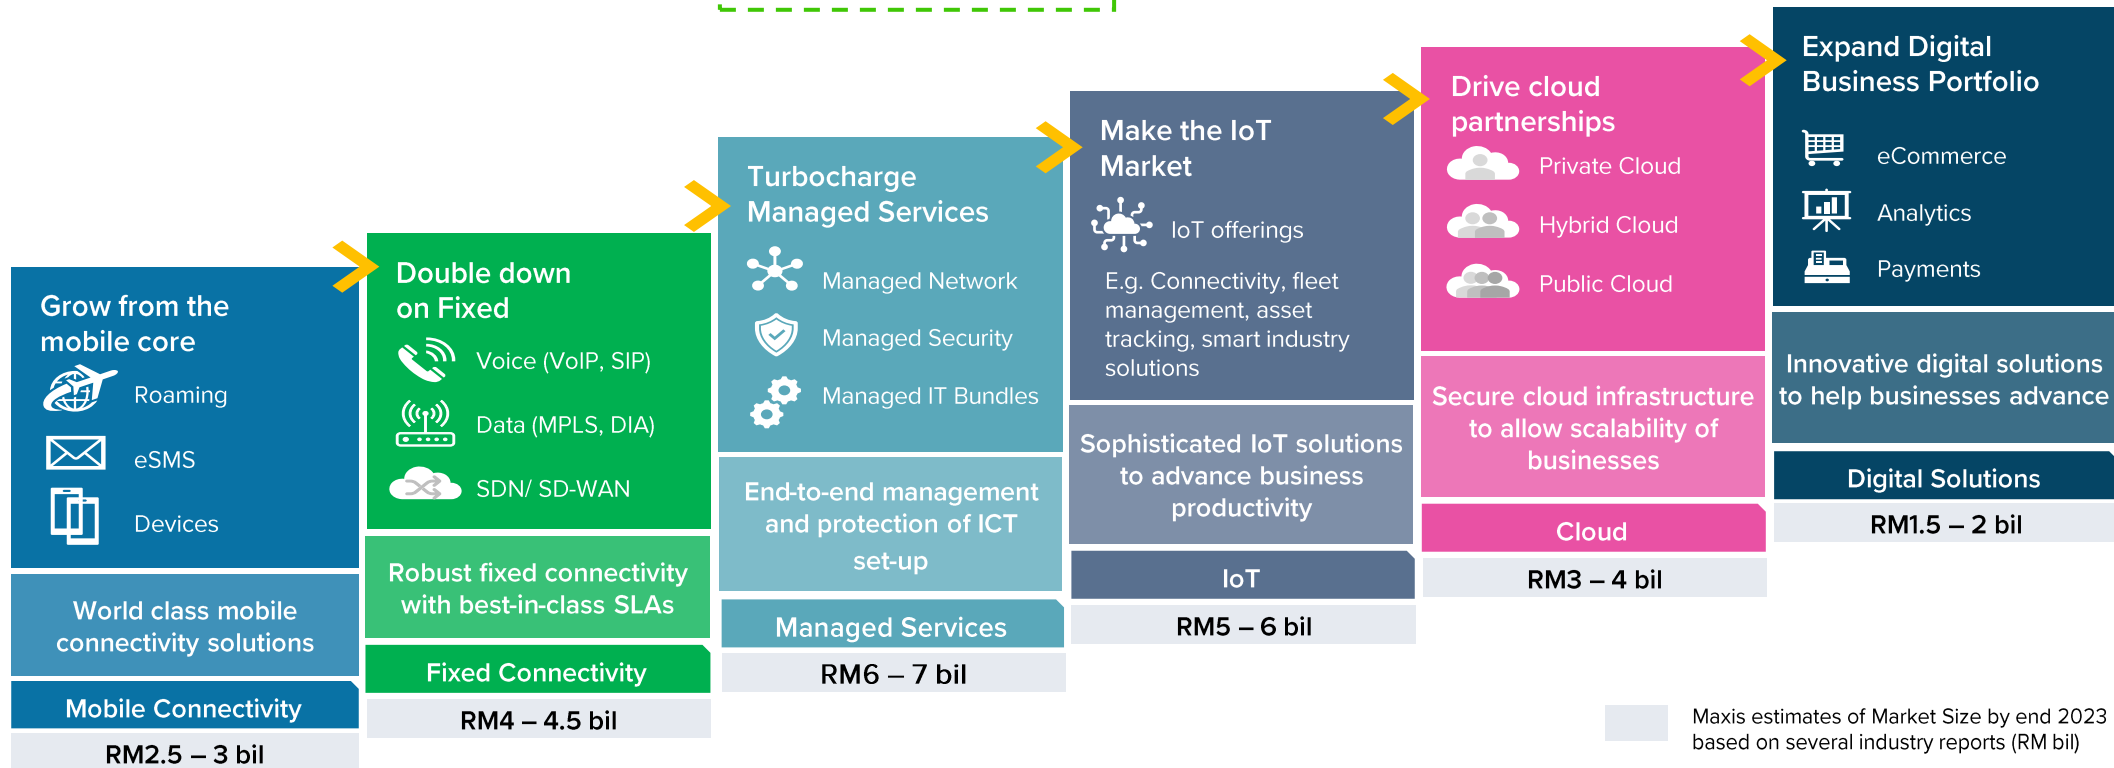 Grow from the
mobile core
Roaming
eSMS
Devices
World class mobile
connectivity solutions
Mobile Connectivity
RM2.5 – 3 bil
Double down
on Fixed
Voice (VoIP, SIP)
Data (MPLS, DIA)
SDN/ SD-WAN
Robust fixed connectivity
with best-in-class SLAs
Fixed Connectivity
RM4 – 4.5 bil
Turbocharge
Managed Services
Managed Network
Managed Security
Managed IT Bundles
End-to-end management
and protection of ICT
set-up
Managed Services
RM6 – 7 bil
Make the IoT
Market
IoT offerings
E.g. Connectivity, fleet
management, asset
tracking, smart industry
solutions
Sophisticated IoT solutions
to advance business
productivity
IoT
RM5 – 6 bil
Drive cloud
partnerships
Private Cloud
Hybrid Cloud
Public Cloud
Secure cloud infrastructure
to allow scalability of
businesses
Cloud
RM3 – 4 bil
Expand Digital
Business Portfolio
eCommerce
Analytics
Payments
Innovative digital solutions
to help businesses advance
Digital Solutions
RM1.5 – 2 bil
Maxis estimates of Market Size by end 2023
based on several industry reports (RM bil)